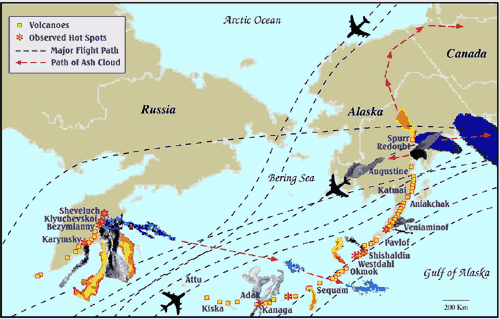 Volcanoes
Observed Hot Spots
Major Flight Path
Path of Ash Cloud
Arctic Ocean
Canada
Russia
Alaska
Spurr
Redoubt
Bering Sea
Augustine
Katmai
Aniakchak
Sheveluch
Klyuchevskoi
Bezymianny
Karymsky
Veniaminof
Pavlof
Shishaldin
Westdahl
Okmok
Gulf of Alaska
Attu
Adak
Sequam
Kiska
Kanaga
200 Km